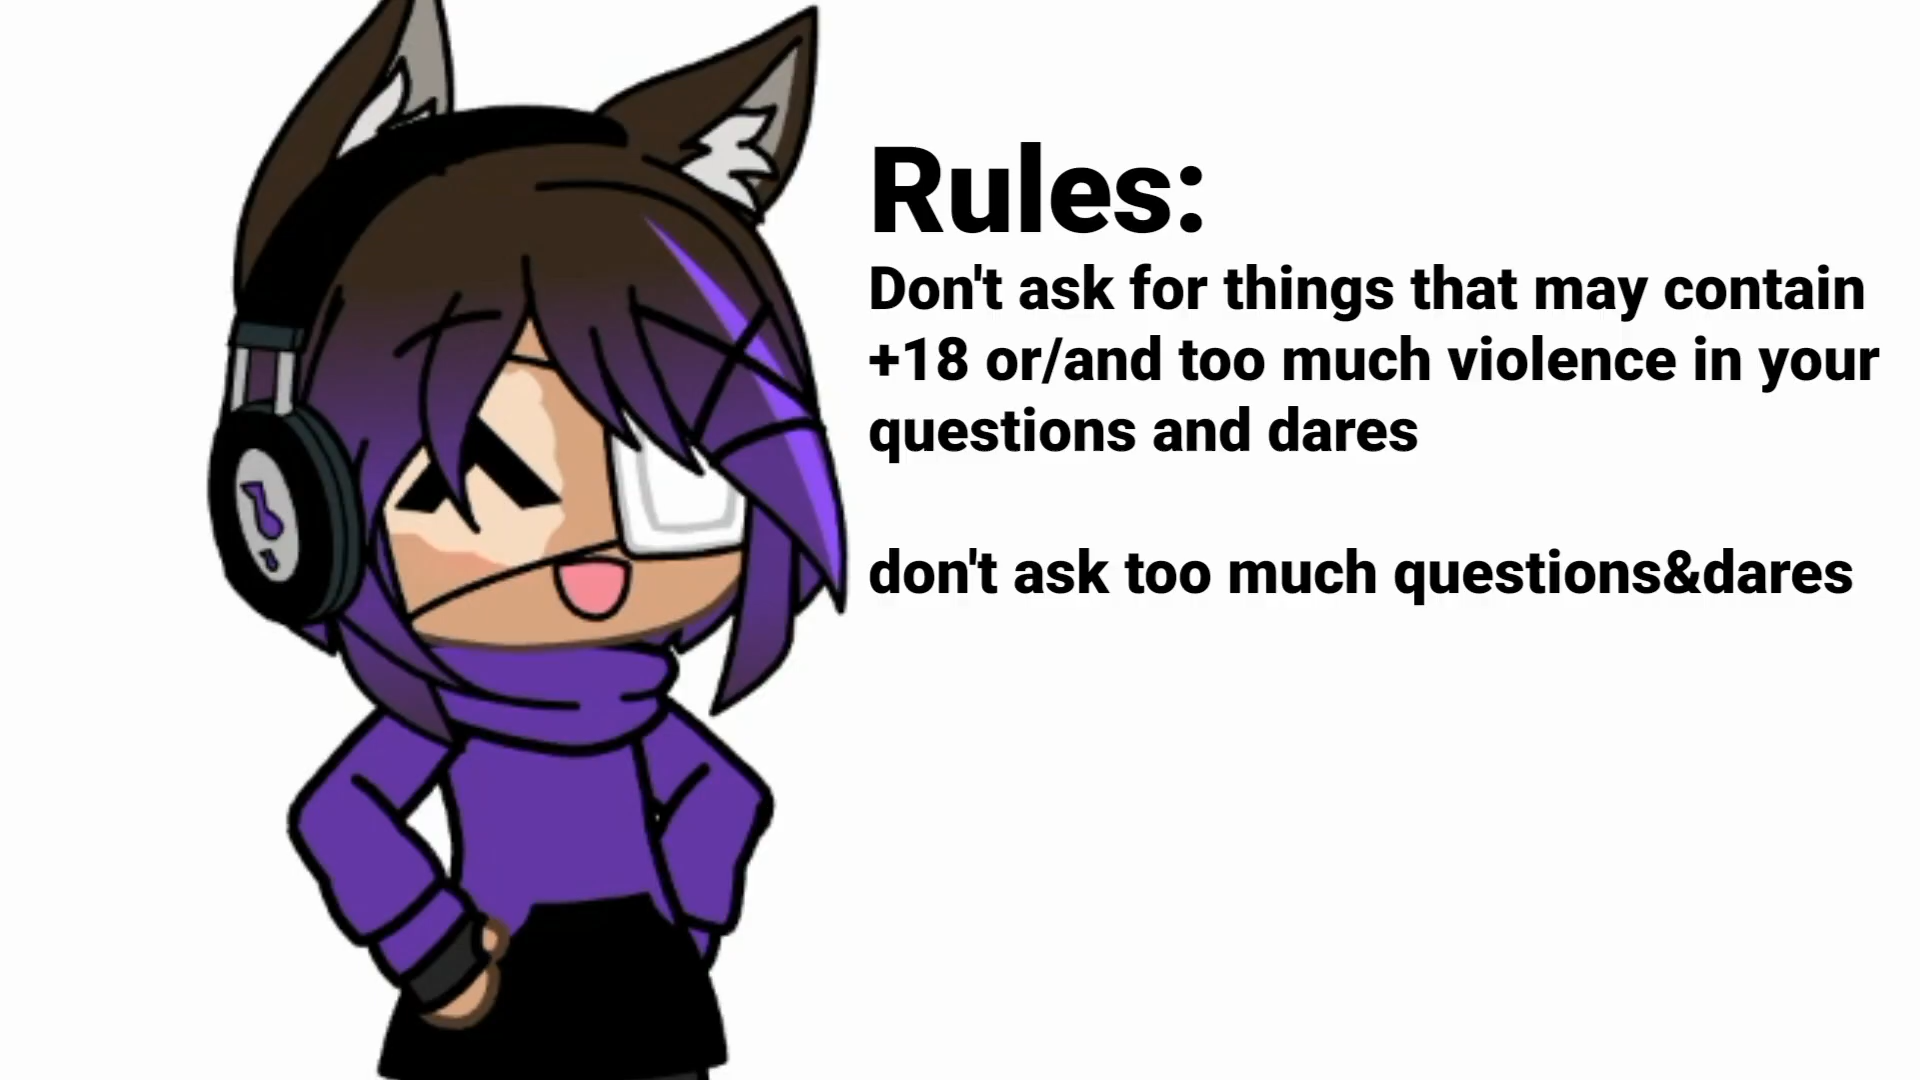 Rules:
Don't ask for things that may contain
+18 or/and too much violence in your
questions and dares
don't ask too much questions&dares